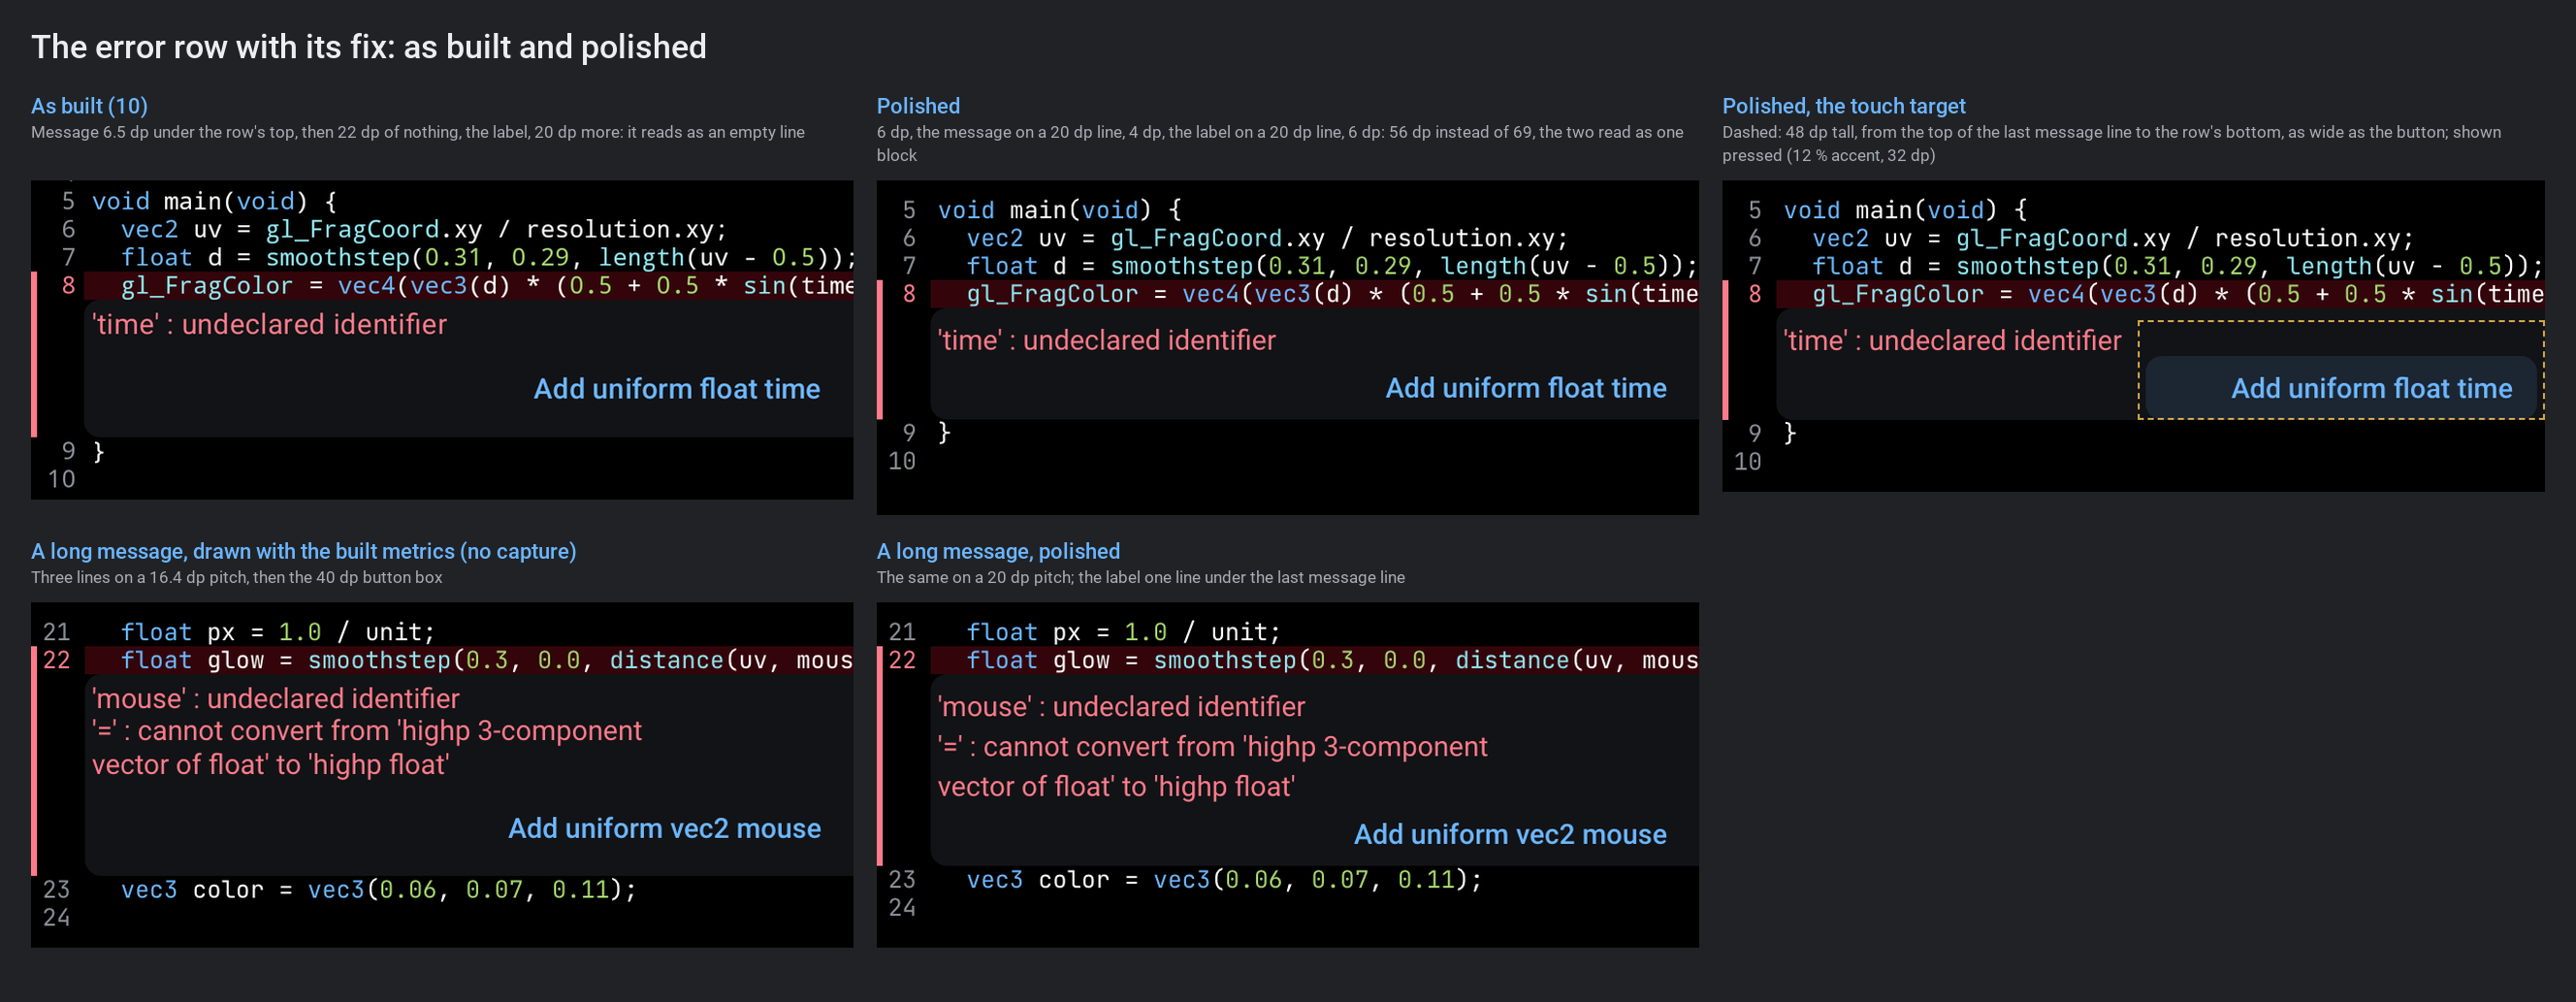 The error row with its fix: as built and polished
As built (10)
Message 6.5 dp under the row's top, then 22 dp of nothing, the label, 20 dp more: it reads as an empty line
5 void main(void) {
6 vec2 uv = gl_FragCoord.xy / resolution.xy;
7 float d = smoothstep(0.31, 0.29, length(uv - 0.5));
8 gl_FragColor = vec4(vec3(d) * (0.5 + 0.5 * sin(time
'time' : undeclared identifier
Add uniform float time
9 }
10
Polished
6 dp, the message on a 20 dp line, 4 dp, the label on a 20 dp line, 6 dp: 56 dp instead of 69, the two read as one
block
5 void main(void) {
6 vec2 uv = gl_FragCoord.xy / resolution.xy;
7 float d = smoothstep(0.31, 0.29, length(uv - 0.5));
8 gl_FragColor = vec4(vec3(d) * (0.5 + 0.5 * sin(time
'time' : undeclared identifier
Add uniform float time
9 }
10
Polished, the touch target
Dashed: 48 dp tall, from the top of the last message line to the row's bottom, as wide as the button; shown
pressed (12 % accent, 32 dp)
5 void main(void) {
6 vec2 uv = gl_FragCoord.xy / resolution.xy;
7 float d = smoothstep(0.31, 0.29, length(uv - 0.5));
8 gl_FragColor = vec4(vec3(d) * (0.5 + 0.5 * sin(time
'time' : undeclared identifier
Add uniform float time
9 }
10
A long message, drawn with the built metrics (no capture)
Three lines on a 16.4 dp pitch, then the 40 dp button box
21 float px = 1.0 / unit;
22 float glow = smoothstep(0.3, 0.0, distance(uv, mous
'mouse' : undeclared identifier
'=' : cannot convert from 'highp 3-component
vector of float' to 'highp float'
Add uniform vec2 mouse
23 vec3 color = vec3(0.06, 0.07, 0.11);
24
A long message, polished
The same on a 20 dp pitch; the label one line under the last message line
21 float px = 1.0 / unit;
22 float glow = smoothstep(0.3, 0.0, distance(uv, mous
'mouse' : undeclared identifier
'=' : cannot convert from 'highp 3-component
vector of float' to 'highp float'
Add uniform vec2 mouse
23 vec3 color = vec3(0.06, 0.07, 0.11);
24